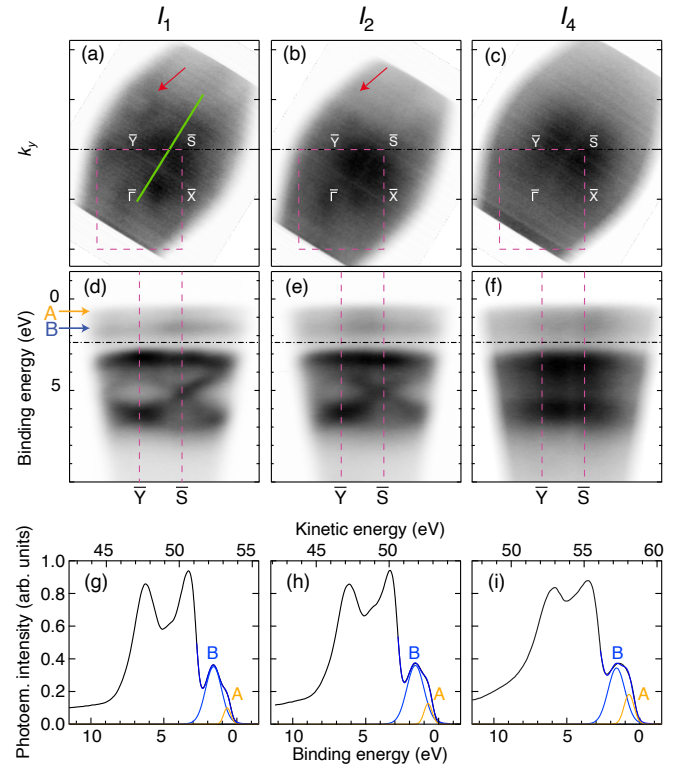 I1 I2 I4
(a) (b) (c)
ky
Ȳ S̄ Ȳ S̄ Ȳ S̄
Γ̄ X̄ Γ̄ X̄ Γ̄ X̄
(d) (e) (f)
0
A
B
5
Binding energy (eV)
Ȳ S̄ Ȳ S̄ Ȳ S̄
Kinetic energy (eV)
45 50 55 45 50 50 55 60
1.0 (g) (h) (i)
0.8
0.6
B B B
0.4
0.2 A A A
0.0
Photoem. intensity (arb. units)
10 5 0 10 5 0 10 5 0
Binding energy (eV)